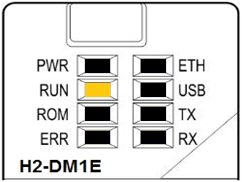 PWR ETH
RUN USB
ROM TX
ERR RX
H2-DM1E